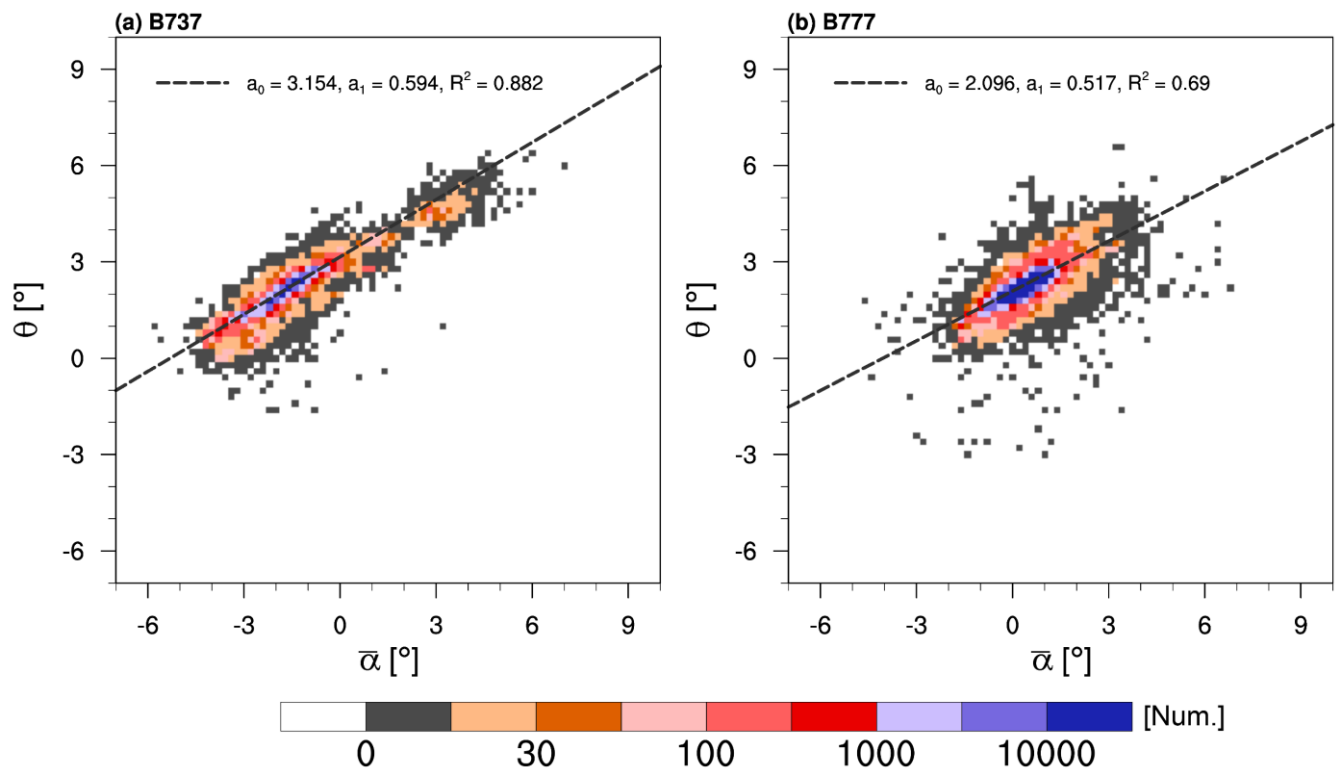 (a) B737
(b) B777
a₀ = 3.154, a₁ = 0.594, R² = 0.882
a₀ = 2.096, a₁ = 0.517, R² = 0.69
9
6
3
0
-3
-6
θ [°]
-6 -3 0 3 6 9
α̅ [°]
9
6
3
0
-3
-6
θ [°]
-6 -3 0 3 6 9
α̅ [°]
0 30 100 1000 10000
[Num.]